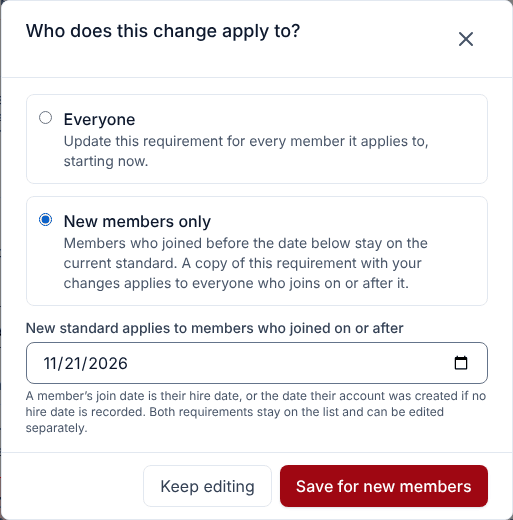 Who does this change apply to?
Everyone
Update this requirement for every member it applies to,
starting now.
New members only
Members who joined before the date below stay on the
current standard. A copy of this requirement with your
changes applies to everyone who joins on or after it.
New standard applies to members who joined on or after
11/21/2026
A member’s join date is their hire date, or the date their account was created if no
hire date is recorded. Both requirements stay on the list and can be edited
separately.
Keep editing
Save for new members